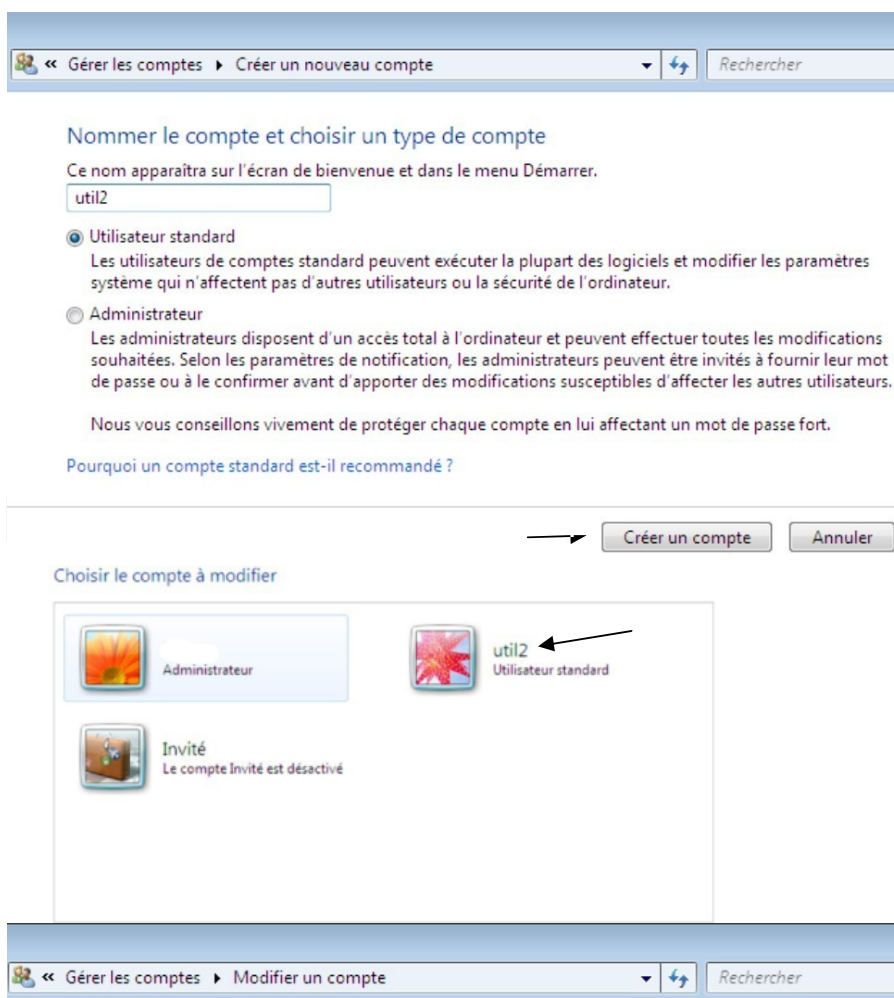 « Gérer les comptes ▸ Créer un nouveau compte Rechercher
Nommer le compte et choisir un type de compte
Ce nom apparaîtra sur l'écran de bienvenue et dans le menu Démarrer.
util2
Utilisateur standard
Les utilisateurs de comptes standard peuvent exécuter la plupart des logiciels et modifier les paramètres
système qui n'affectent pas d'autres utilisateurs ou la sécurité de l'ordinateur.
Administrateur
Les administrateurs disposent d'un accès total à l'ordinateur et peuvent effectuer toutes les modifications
souhaitées. Selon les paramètres de notification, les administrateurs peuvent être invités à fournir leur mot
de passe ou à le confirmer avant d'apporter des modifications susceptibles d'affecter les autres utilisateurs.
Nous vous conseillons vivement de protéger chaque compte en lui affectant un mot de passe fort.
Pourquoi un compte standard est-il recommandé ?
Créer un compte Annuler
Choisir le compte à modifier
Administrateur
util2
Utilisateur standard
Invité
Le compte Invité est désactivé
« Gérer les comptes ▸ Modifier un compte Rechercher